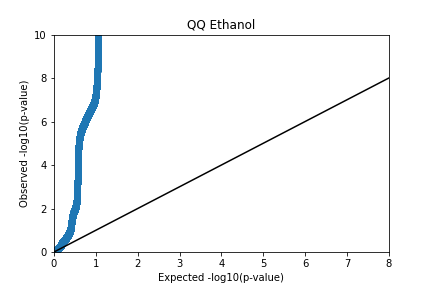 QQ Ethanol
10
8
6
4
2
0
Observed -log10(p-value)
0 1 2 3 4 5 6 7 8
Expected -log10(p-value)